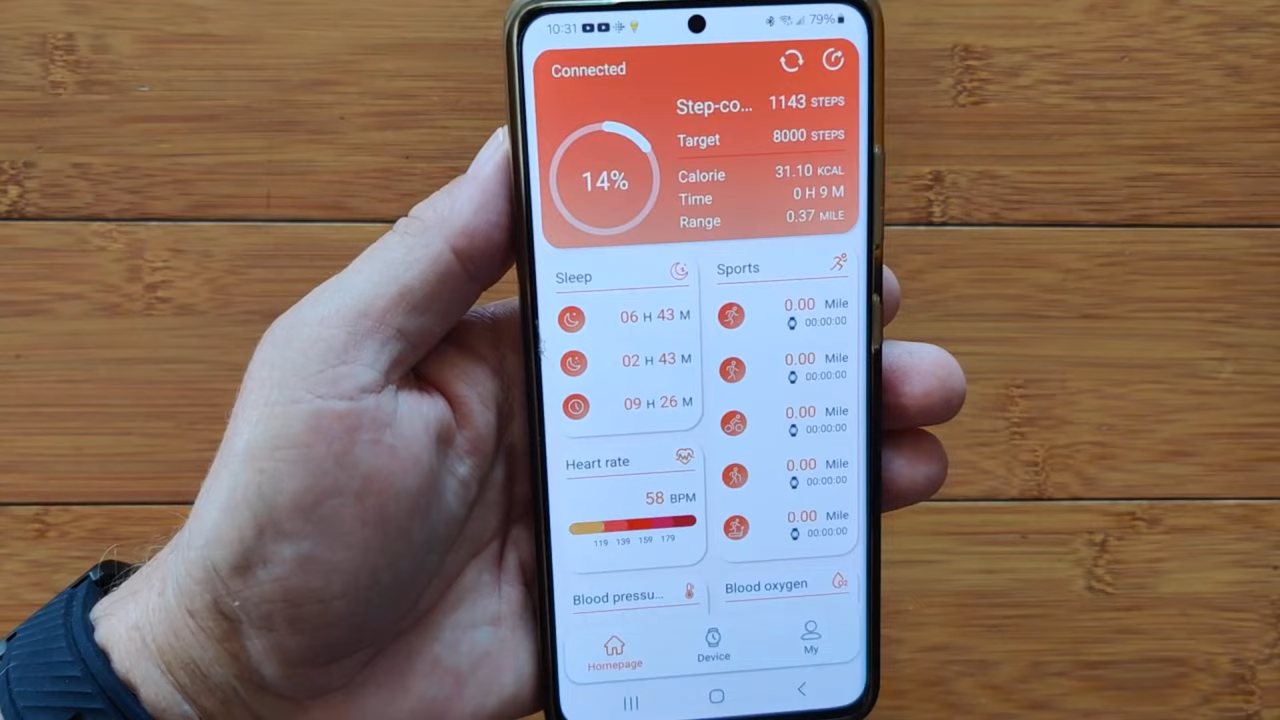 10:31 79%
Connected
Step-co... 1143 STEPS
Target 8000 STEPS
14%
Calorie 31.10 KCAL
Time 0 H 9 M
Range 0.37 MILE
Sleep
06 H 43 M
02 H 43 M
09 H 26 M
Sports
0.00 Mile
00:00:00
0.00 Mile
00:00:00
0.00 Mile
00:00:00
0.00 Mile
00:00:00
0.00 Mile
00:00:00
Heart rate
58 BPM
119 139 159 179
Blood pressu...
Blood oxygen
Homepage
Device
My